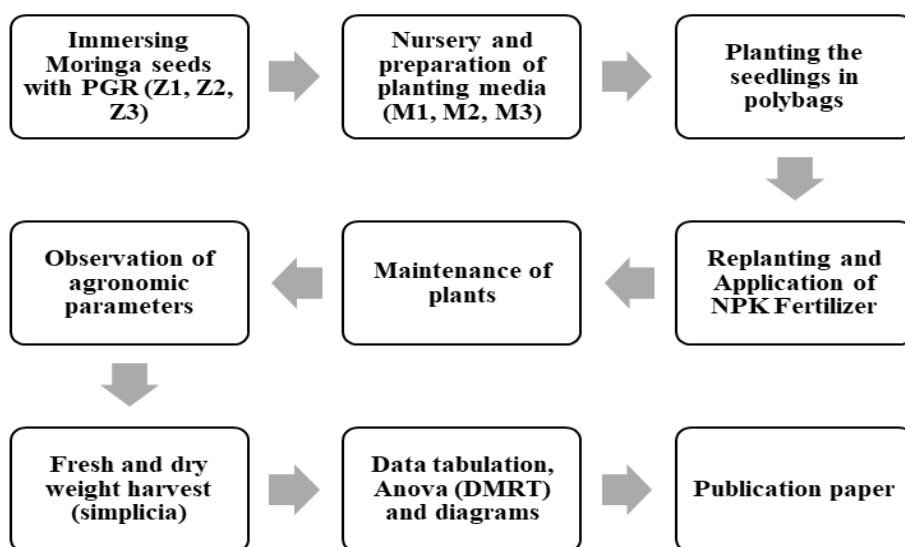 Immersing
Moringa seeds
with PGR (Z1, Z2,
Z3)
Nursery and
preparation of
planting media
(M1, M2, M3)
Planting the
seedlings in
polybags
Replanting and
Application of
NPK Fertilizer
Maintenance of
plants
Observation of
agronomic
parameters
Fresh and dry
weight harvest
(simplicia)
Data tabulation,
Anova (DMRT)
and diagrams
Publication paper